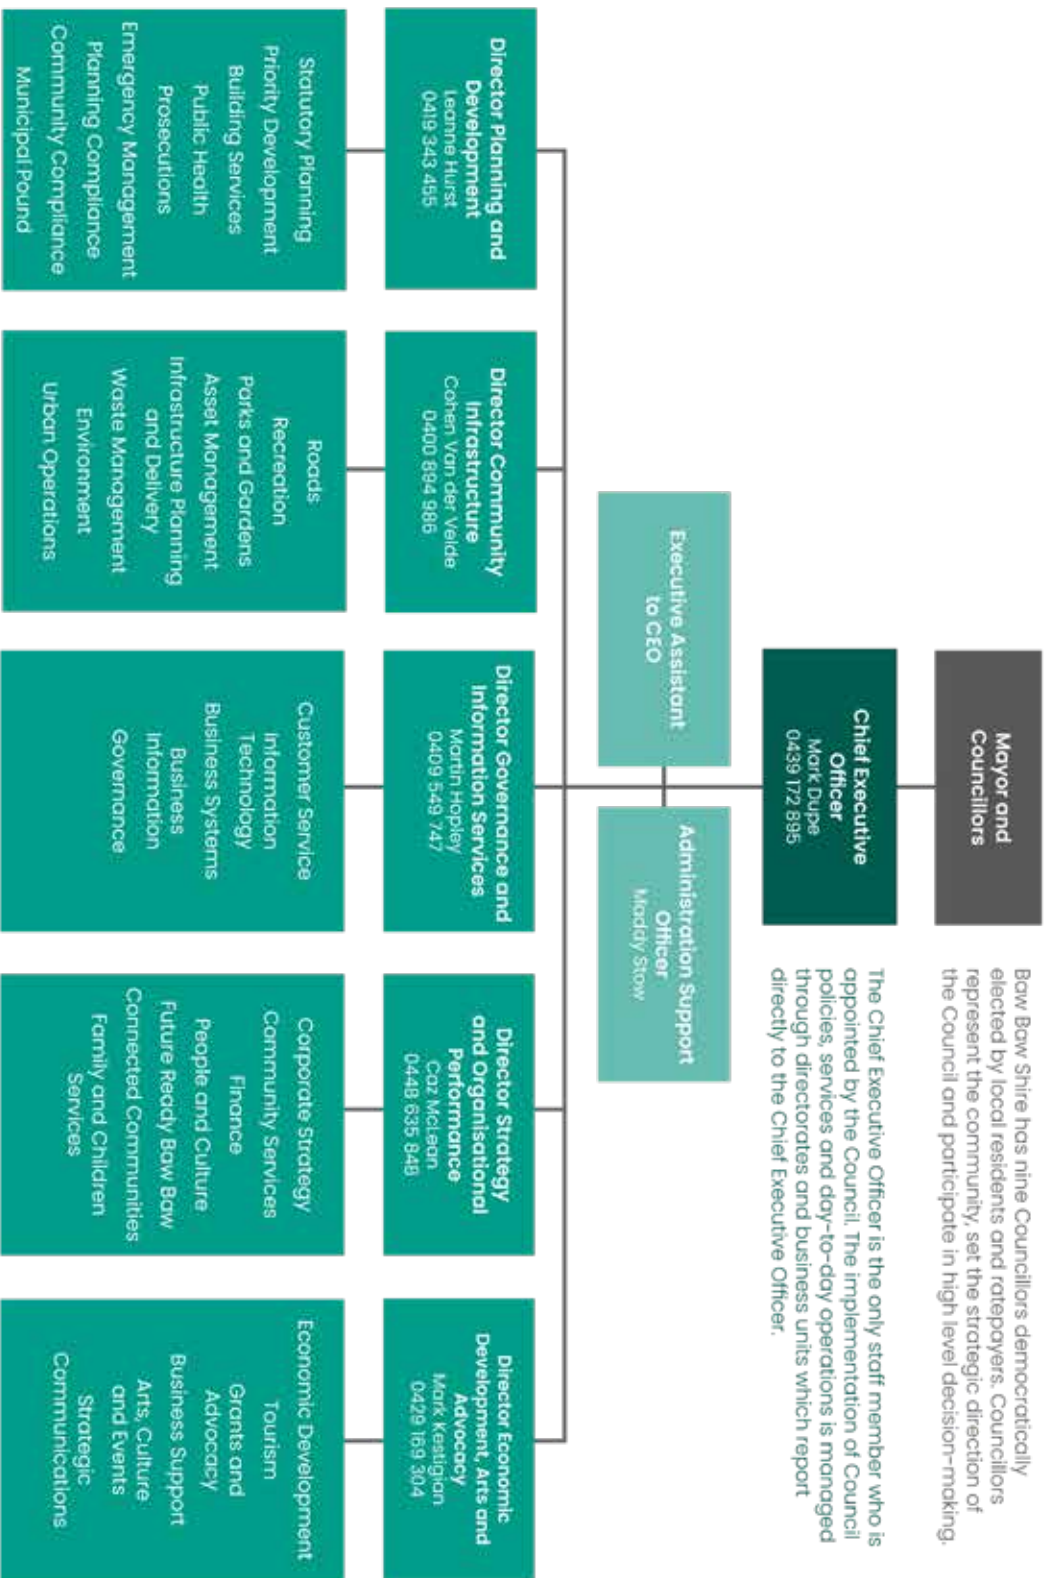 Mayor and
Councillors
Baw Baw Shire has nine Councillors democratically
elected by local residents and ratepayers. Councillors
represent the community, set the strategic direction of
the Council and participate in high level decision-making.
Chief Executive
Officer
Mark Dupe
0439 172 895
The Chief Executive Officer is the only staff member who is
appointed by the Council. The implementation of Council
policies, services and day-to-day operations is managed
through directorates and business units which report
directly to the Chief Executive Officer.
Executive Assistant
to CEO
Administration Support
Officer
Maddy Stow
Director Planning and
Development
Leanne Hurst
0419 343 455
Director Community
Infrastructure
Cohen Van der Velde
0400 894 986
Director Governance and
Information Services
Martin Hopley
0409 549 747
Director Strategy
and Organisational
Performance
Caz McLean
0448 635 848
Director Economic
Development, Arts and
Advocacy
Mark Kestigian
0429 169 304
Statutory Planning
Priority Development
Building Services
Public Health
Prosecutions
Emergency Management
Planning Compliance
Community Compliance
Municipal Pound
Roads
Recreation
Parks and Gardens
Asset Management
Infrastructure Planning
and Delivery
Waste Management
Environment
Urban Operations
Customer Service
Information
Technology
Business Systems
Business
Information
Governance
Corporate Strategy
Community Services
Finance
People and Culture
Future Ready Baw Baw
Connected Communities
Family and Children
Services
Economic Development
Tourism
Grants and
Advocacy
Business Support
Arts, Culture
and Events
Strategic
Communications